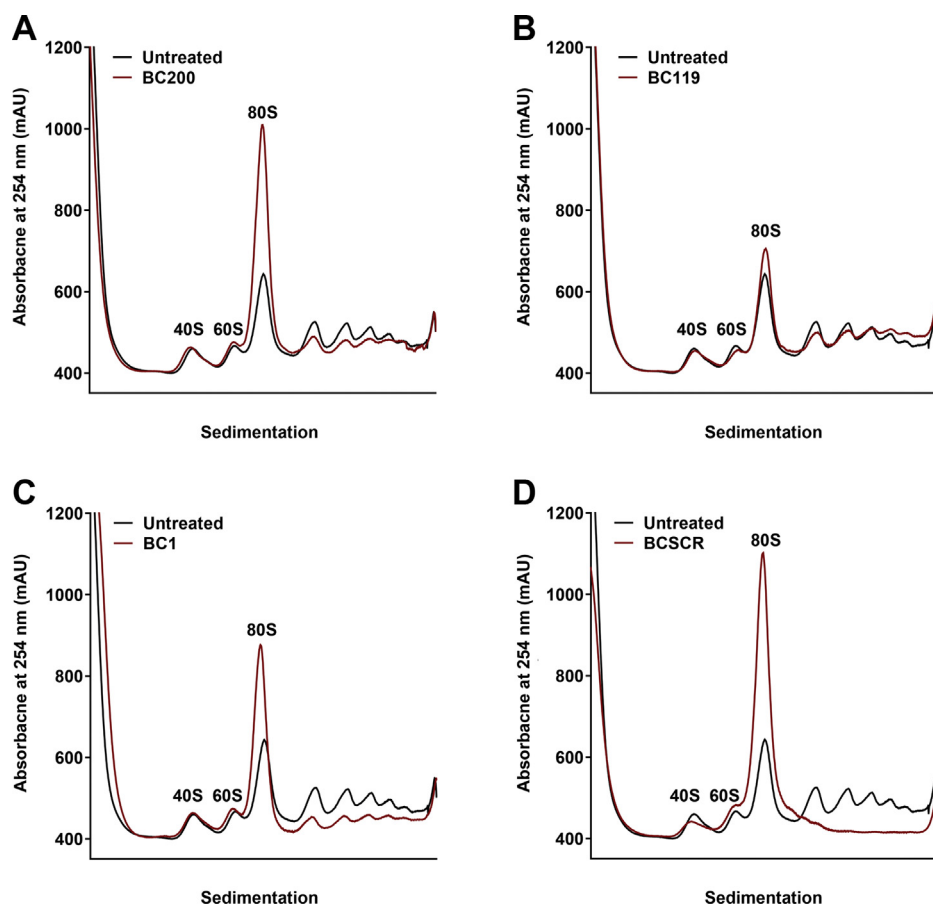 A
Untreated
BC200
80S
40S
60S
1200
1000
800
600
400
Absorbacne at 254 nm (mAU)
Sedimentation
B
Untreated
BC119
80S
40S
60S
1200
1000
800
600
400
Absorbacne at 254 nm (mAU)
Sedimentation
C
Untreated
BC1
80S
40S
60S
1200
1000
800
600
400
Absorbacne at 254 nm (mAU)
Sedimentation
D
Untreated
BCSCR
80S
40S
60S
1200
1000
800
600
400
Absorbacne at 254 nm (mAU)
Sedimentation